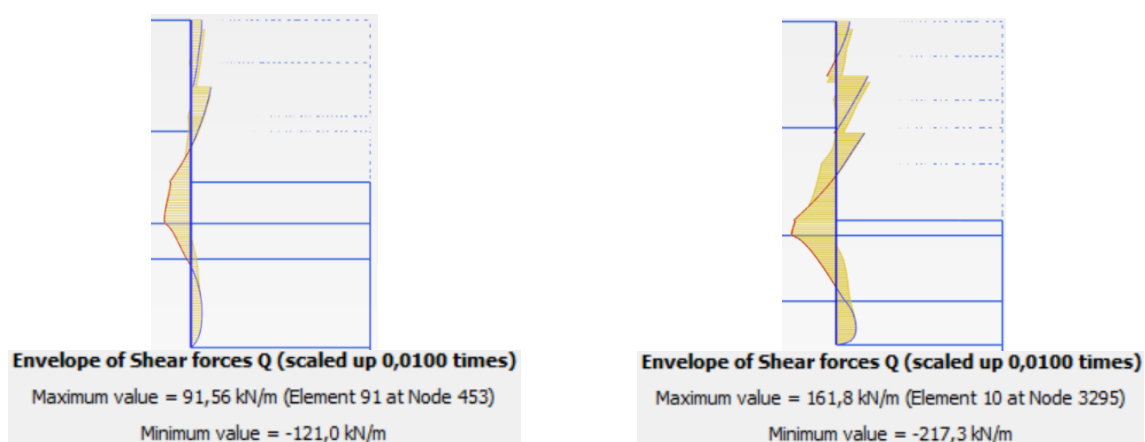 Envelope of Shear forces Q (scaled up 0,0100 times)
Maximum value = 91,56 kN/m (Element 91 at Node 453)
Minimum value = -121,0 kN/m
Envelope of Shear forces Q (scaled up 0,0100 times)
Maximum value = 161,8 kN/m (Element 10 at Node 3295)
Minimum value = -217,3 kN/m